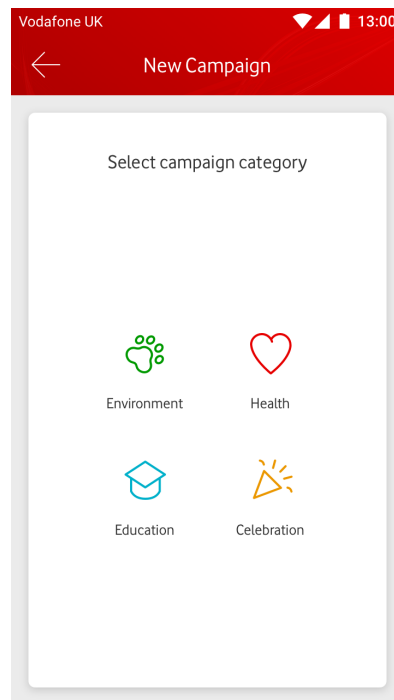 Vodafone UK 13:00
New Campaign
Select campaign category
Environment Health
Education Celebration